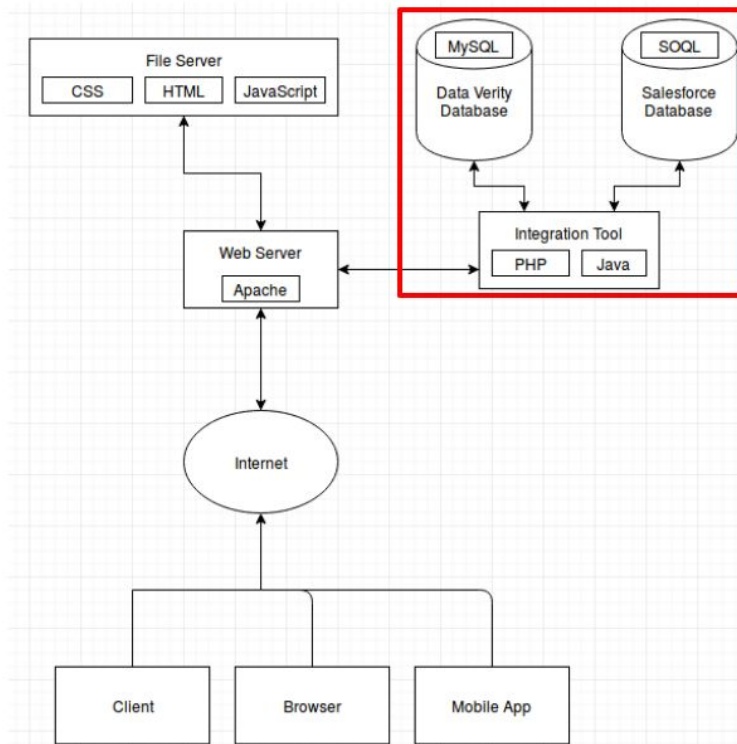 File Server
CSS
HTML
JavaScript
MySQL
Data Verity
Database
SOQL
Salesforce
Database
Web Server
Apache
Integration Tool
PHP
Java
Internet
Client
Browser
Mobile App